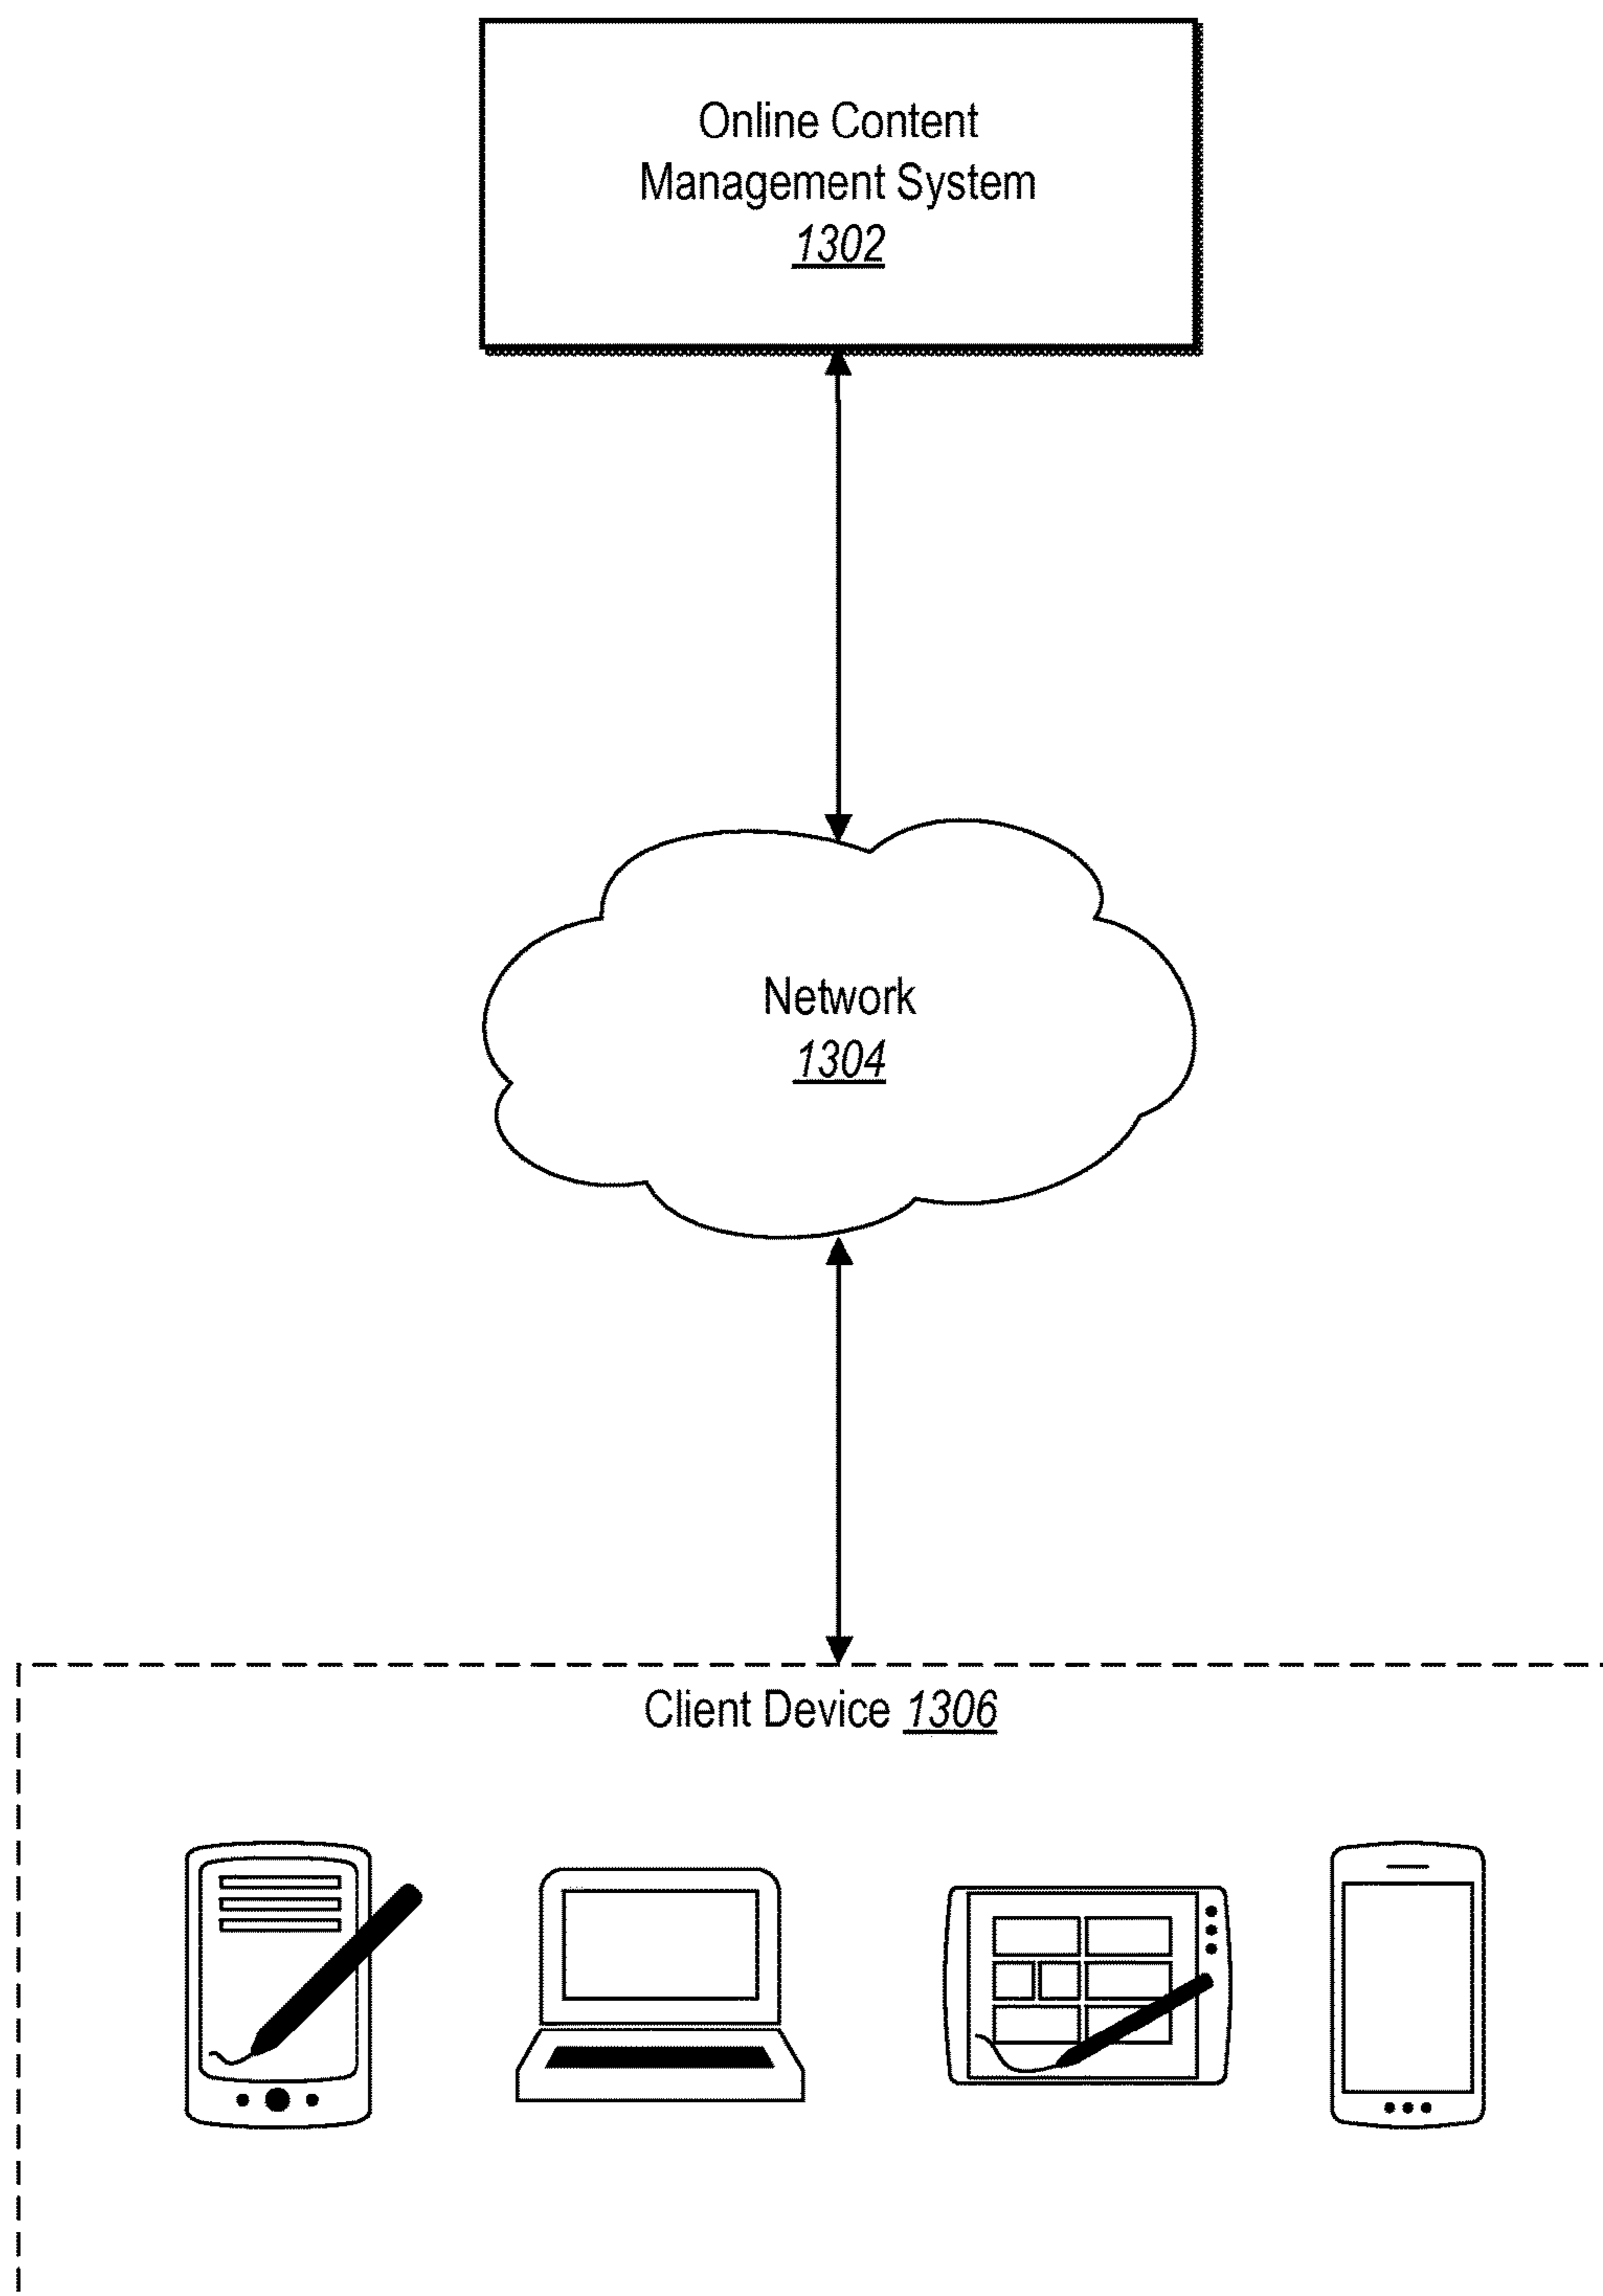 Online Content
Management System
1302
Network
1304
Client Device 1306